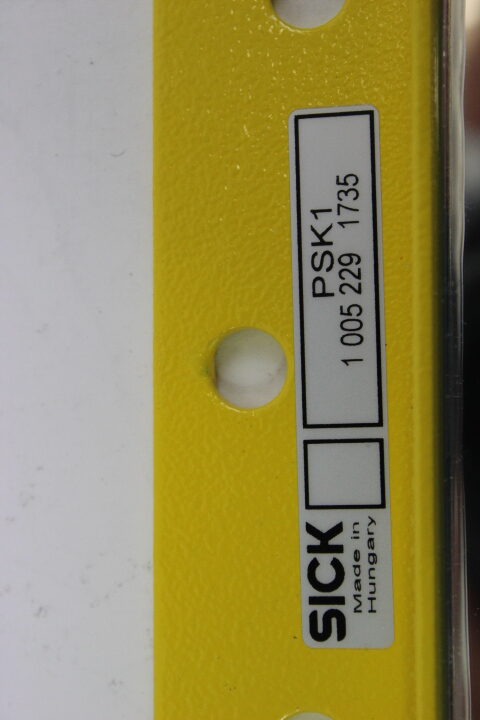 SICK
Made in
Hungary
PSK1
1 005 229 1735